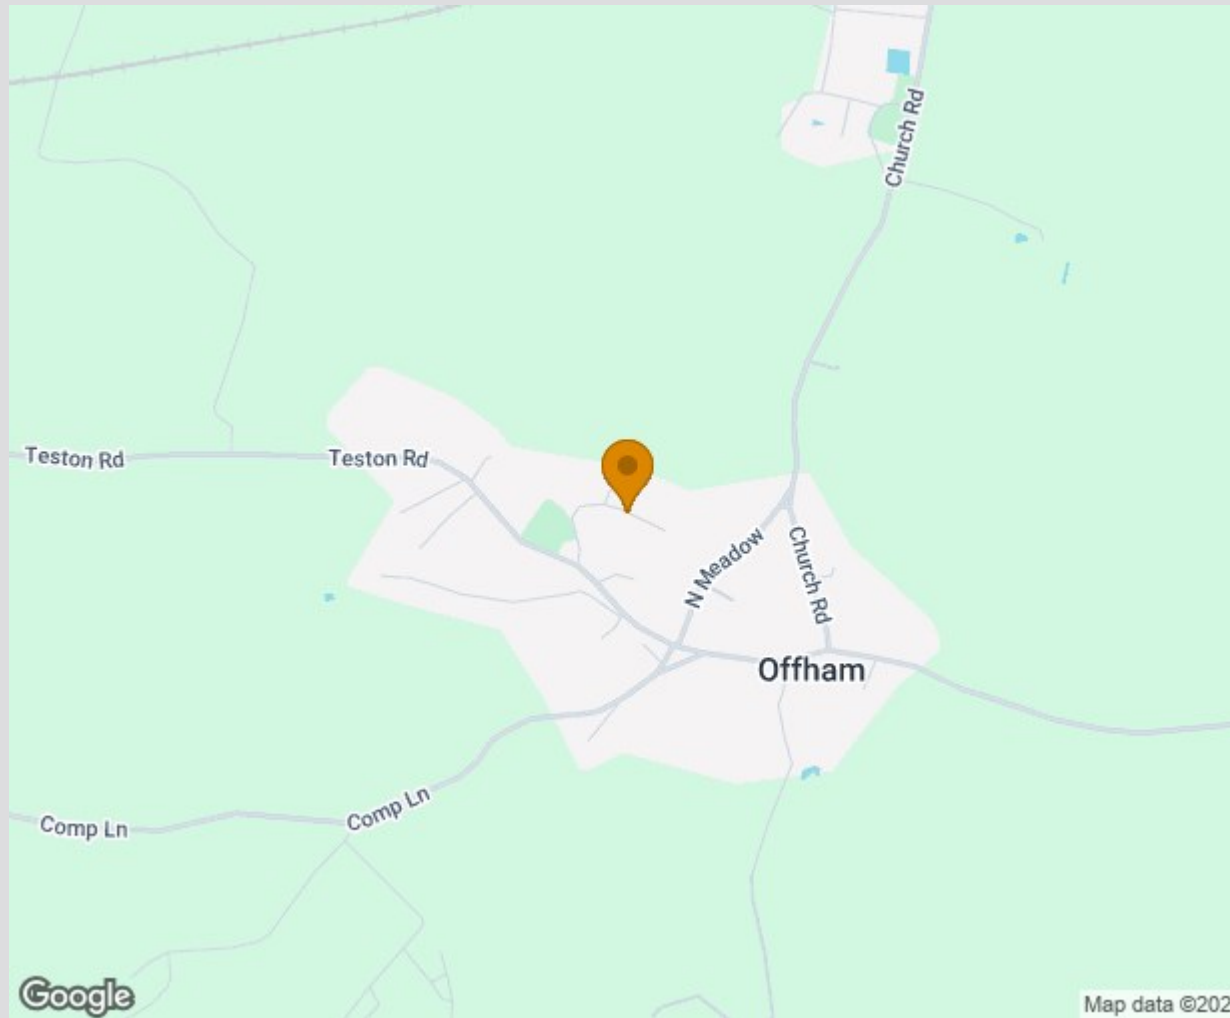 Church Rd
Teston Rd
Teston Rd
N Meadow
Church Rd
Offham
Comp Ln
Comp Ln
Google
Map data ©202